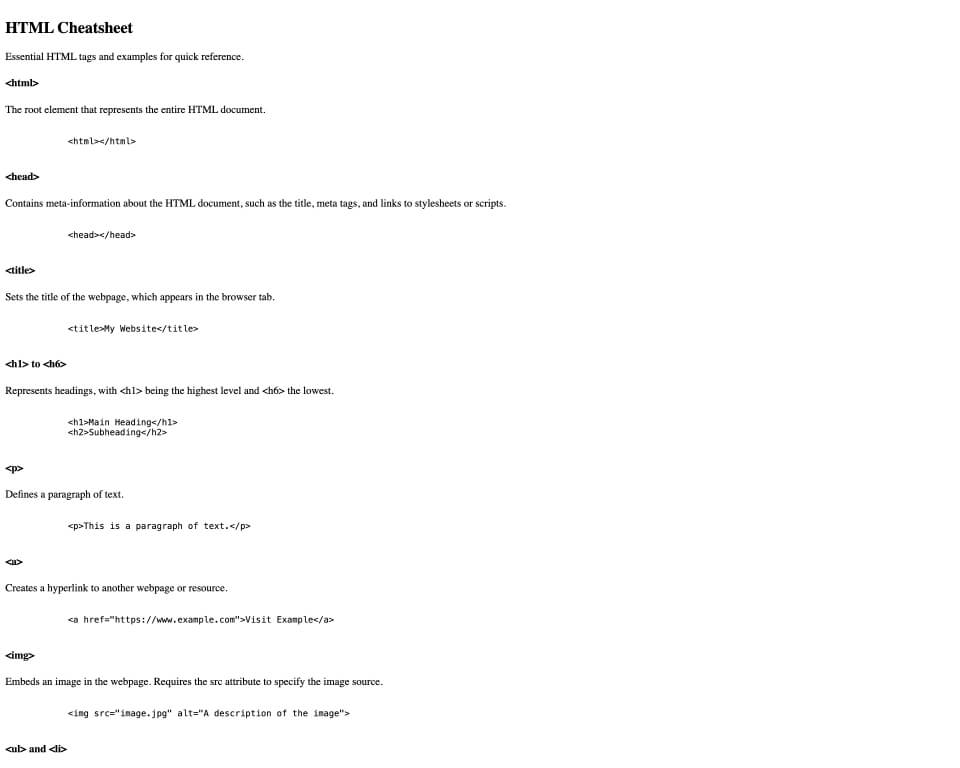 HTML Cheatsheet
Essential HTML tags and examples for quick reference.
<html>
The root element that represents the entire HTML document.
<html></html>
<head>
Contains meta-information about the HTML document, such as the title, meta tags, and links to stylesheets or scripts.
<head></head>
<title>
Sets the title of the webpage, which appears in the browser tab.
<title>My Website</title>
<h1> to <h6>
Represents headings, with <h1> being the highest level and <h6> the lowest.
<h1>Main Heading</h1>
<h2>Subheading</h2>
<p>
Defines a paragraph of text.
<p>This is a paragraph of text.</p>
<a>
Creates a hyperlink to another webpage or resource.
<a href="https://www.example.com">Visit Example</a>
<img>
Embeds an image in the webpage. Requires the src attribute to specify the image source.
<img src="image.jpg" alt="A description of the image">
<ul> and <li>